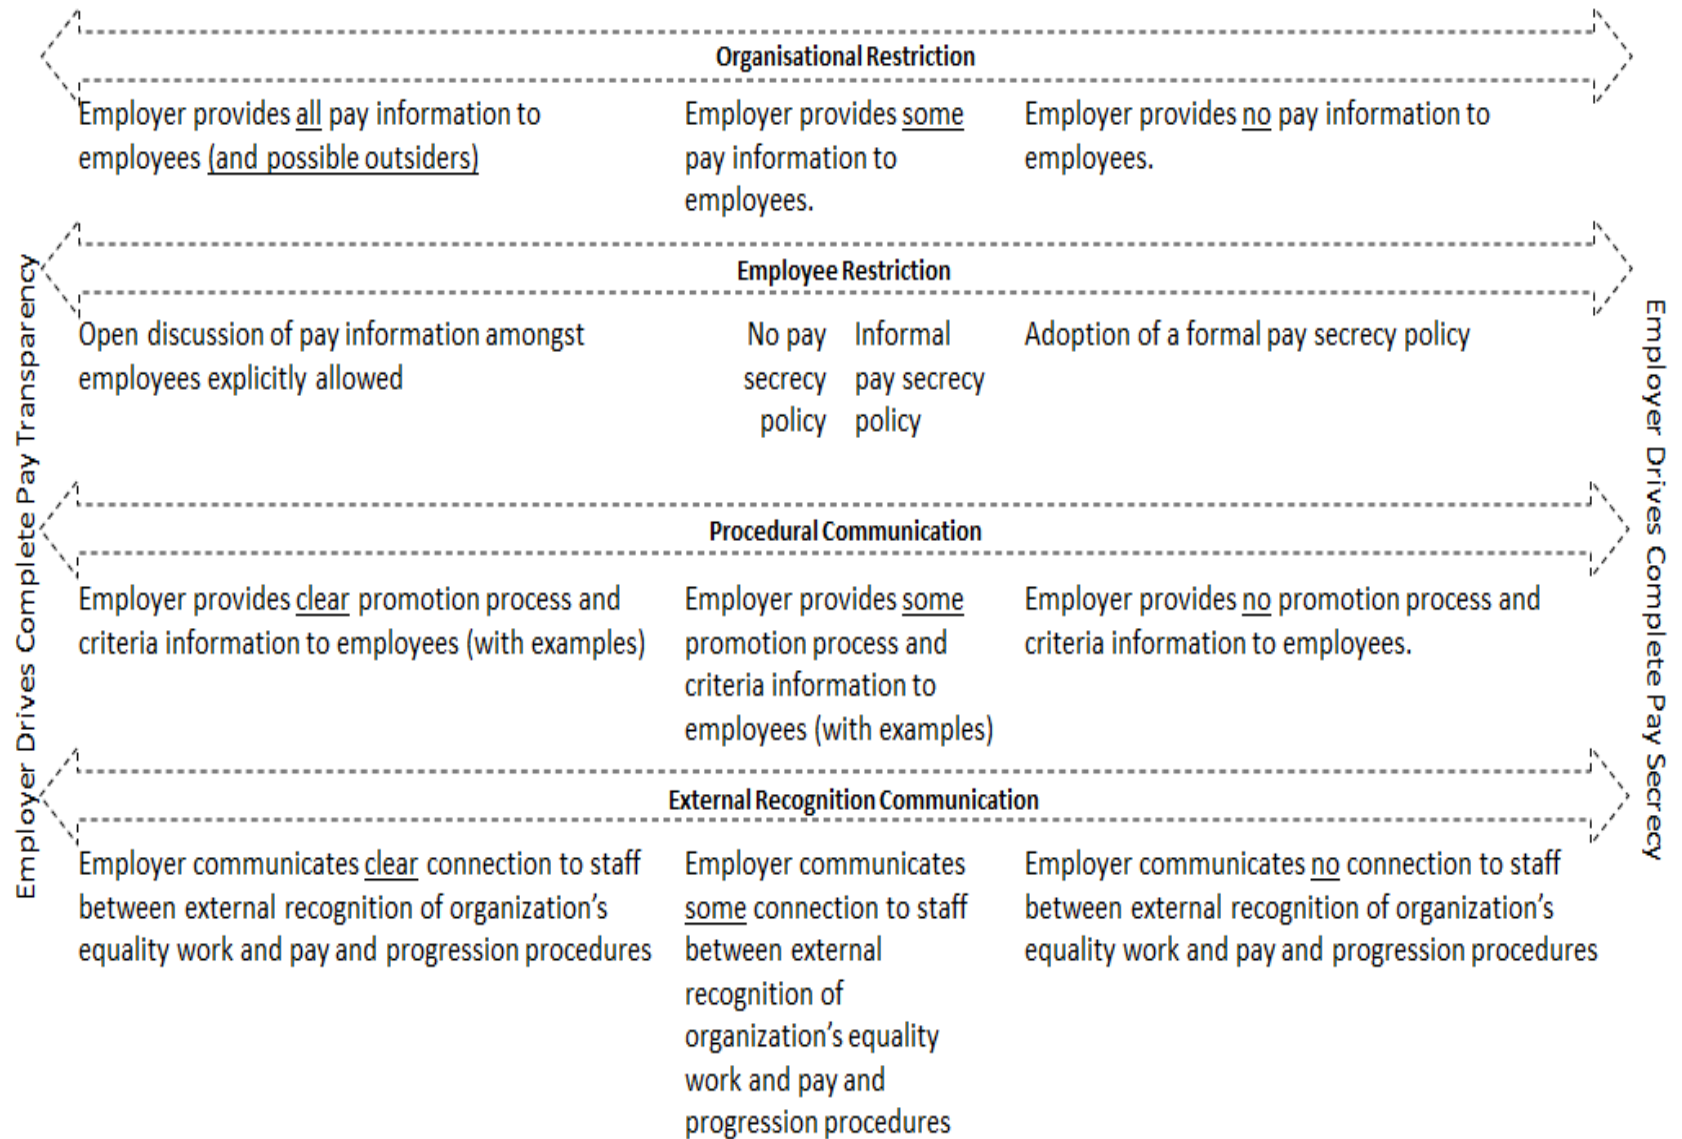 Organisational Restriction
Employer provides all pay information to
employees (and possible outsiders)
Employer provides some
pay information to
employees.
Employer provides no pay information to
employees.
Employee Restriction
Open discussion of pay information amongst
employees explicitly allowed
No pay
secrecy
policy
Informal
pay secrecy
policy
Adoption of a formal pay secrecy policy
Procedural Communication
Employer provides clear promotion process and
criteria information to employees (with examples)
Employer provides some
promotion process and
criteria information to
employees (with examples)
Employer provides no promotion process and
criteria information to employees.
External Recognition Communication
Employer communicates clear connection to staff
between external recognition of organization's
equality work and pay and progression procedures
Employer communicates
some connection to staff
between external
recognition of
organization's equality
work and pay and
progression procedures
Employer communicates no connection to staff
between external recognition of organization's
equality work and pay and progression procedures
Employer Drives Complete Pay Transparency
Employer Drives Complete Pay Secrecy